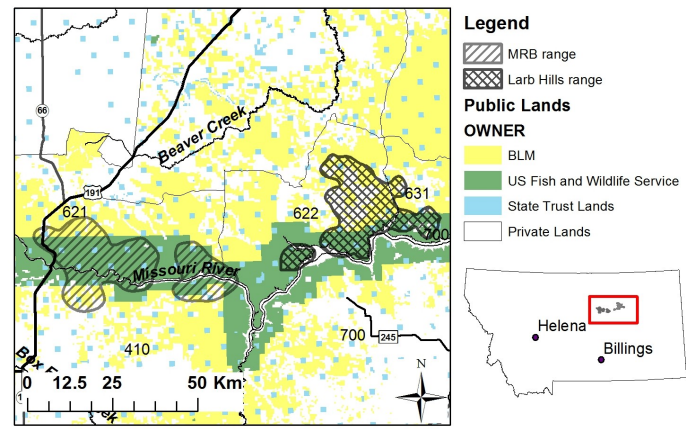 Legend
MRB range
Larb Hills range
Public Lands
OWNER
BLM
US Fish and Wildlife Service
State Trust Lands
Private Lands
66
Beaver Creek
191
621
622
631
700
Missouri River
700
245
410
N
0 12.5 25 50 Km
Helena
Billings